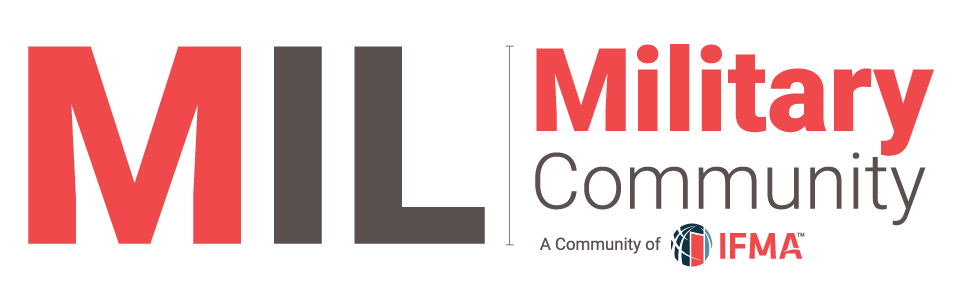 MIL
Military
Community
A Community of IFMA™